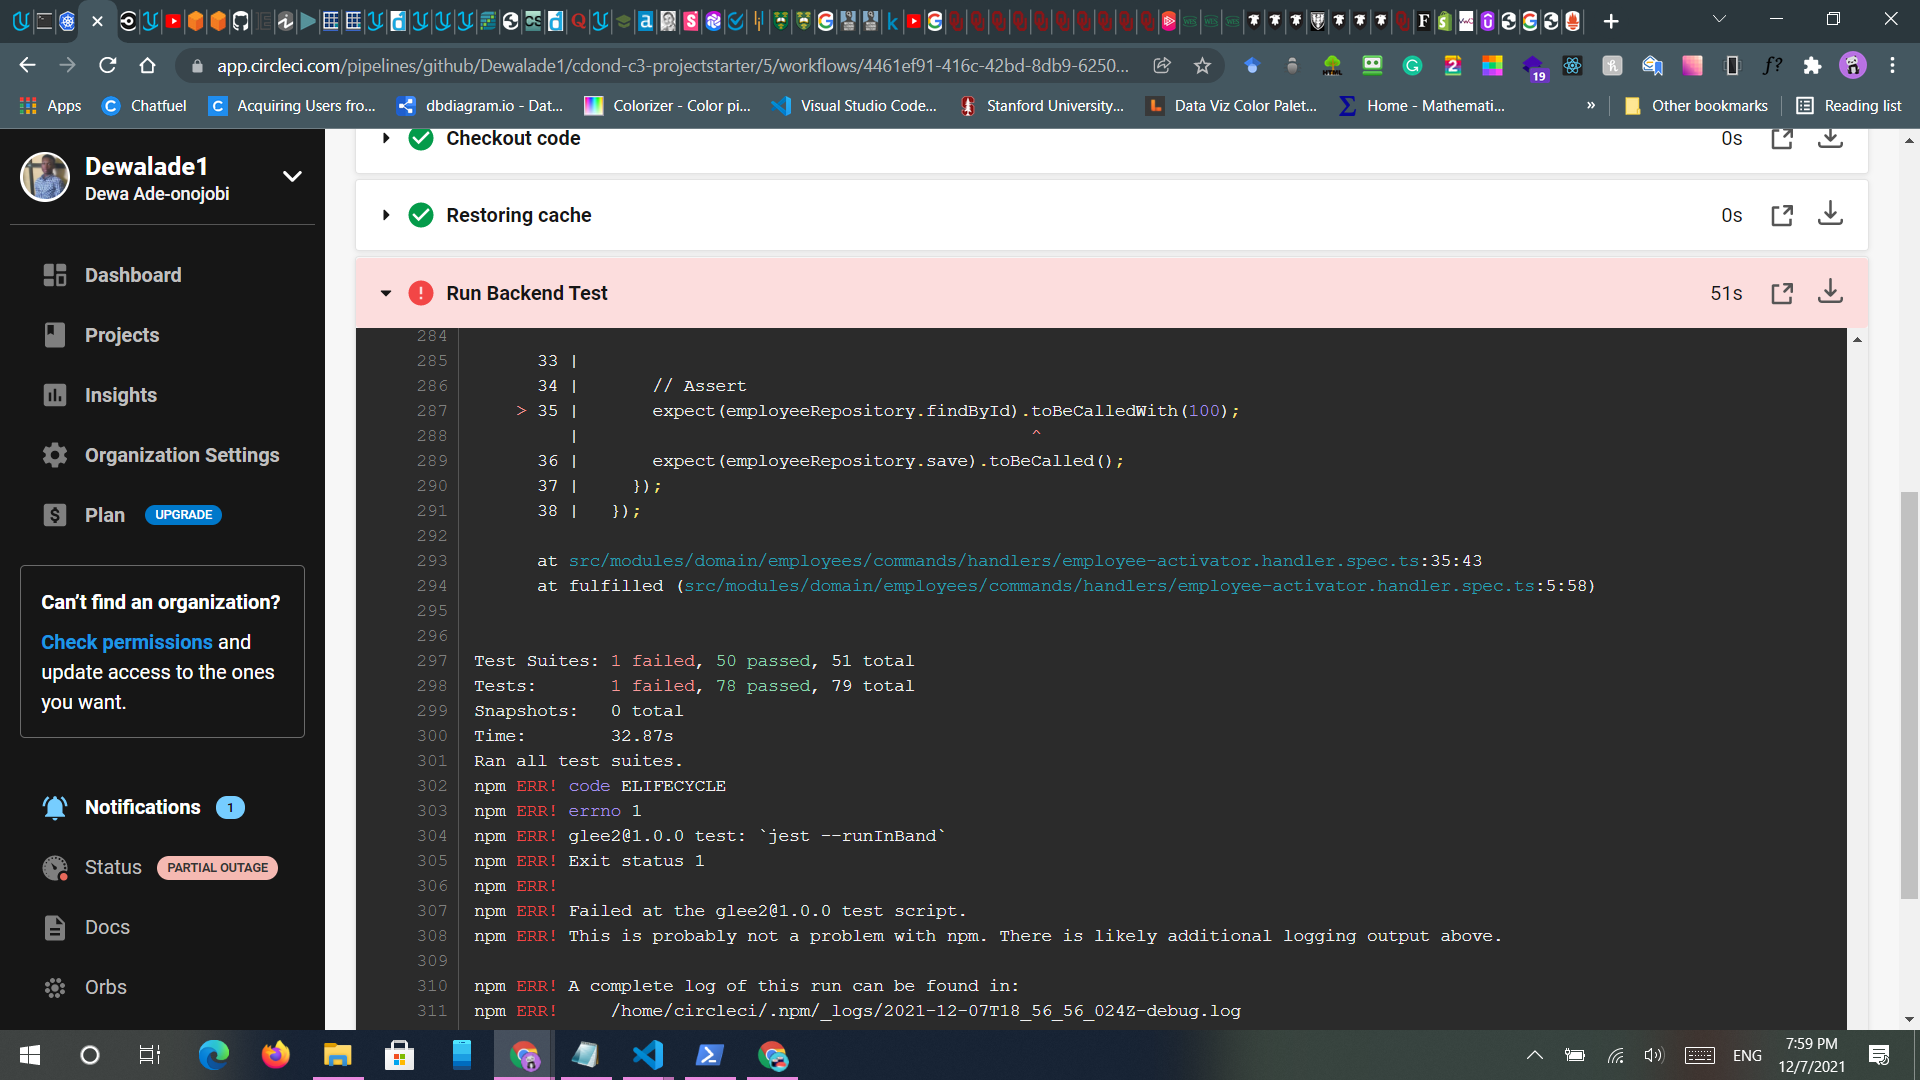 app.circleci.com/pipelines/github/Dewalade1/cdond-c3-projectstarter/5/workflows/4461ef91-416c-42bd-8db9-6250...
19
Apps
Chatfuel
Acquiring Users fro...
dbdiagram.io - Dat...
Colorizer - Color pi...
Visual Studio Code...
Stanford University...
Data Viz Color Palet...
Home - Mathemati...
»
Other bookmarks
Reading list
Dewalade1
Dewa Ade-onojobi
Dashboard
Projects
Insights
Organization Settings
Plan UPGRADE
Can't find an organization?
Check permissions and
update access to the ones
you want.
Notifications 1
Status PARTIAL OUTAGE
Docs
Orbs
Checkout code 0s
Restoring cache 0s
Run Backend Test 51s
284
285 33 |
286 34 | // Assert
287 > 35 | expect(employeeRepository.findById).toBeCalledWith(100);
288 | ^
289 36 | expect(employeeRepository.save).toBeCalled();
290 37 | });
291 38 | });
292
293 at src/modules/domain/employees/commands/handlers/employee-activator.handler.spec.ts:35:43
294 at fulfilled (src/modules/domain/employees/commands/handlers/employee-activator.handler.spec.ts:5:58)
295
296
297 Test Suites: 1 failed, 50 passed, 51 total
298 Tests: 1 failed, 78 passed, 79 total
299 Snapshots: 0 total
300 Time: 32.87s
301 Ran all test suites.
302 npm ERR! code ELIFECYCLE
303 npm ERR! errno 1
304 npm ERR! glee2@1.0.0 test: `jest --runInBand`
305 npm ERR! Exit status 1
306 npm ERR!
307 npm ERR! Failed at the glee2@1.0.0 test script.
308 npm ERR! This is probably not a problem with npm. There is likely additional logging output above.
309
310 npm ERR! A complete log of this run can be found in:
311 npm ERR! /home/circleci/.npm/_logs/2021-12-07T18_56_56_024Z-debug.log
ENG
7:59 PM
12/7/2021